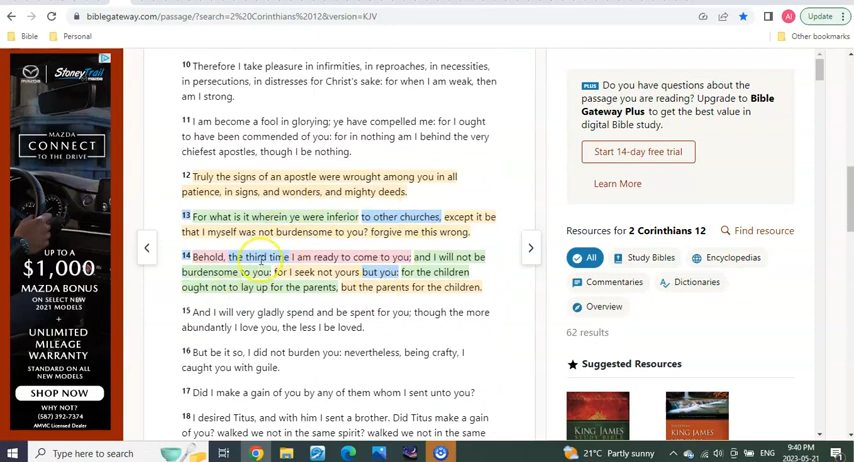 biblegateway.com/passage/?search=2%20Corinthians%2012&version=KJV
AI
Update
Bible
Personal
Other bookmarks
mazda
STONEY TRAIL
mazda
MAZDA
CONNECT
TO THE DRIVE
UP TO A
$1,000*
MAZDA BONUS
ON SELECT NEW
2021 MODELS
+
UNLIMITED
MILEAGE
WARRANTY
STANDARD ON ALL
NEW MODELS
SHOP NOW
WHY NOT?
(587) 392-7374
AMVIC Licensed Dealer
10 Therefore I take pleasure in infirmities, in reproaches, in necessities,
in persecutions, in distresses for Christ's sake: for when I am weak, then
am I strong.
11 I am become a fool in glorying; ye have compelled me: for I ought
to have been commended of you: for in nothing am I behind the very
chiefest apostles, though I be nothing.
12 Truly the signs of an apostle were wrought among you in all
patience, in signs, and wonders, and mighty deeds.
13 For what is it wherein ye were inferior to other churches, except it be
that I myself was not burdensome to you? forgive me this wrong.
14 Behold, the third time I am ready to come to you; and I will not be
burdensome to you: for I seek not yours but you: for the children
ought not to lay up for the parents, but the parents for the children.
15 And I will very gladly spend and be spent for you; though the more
abundantly I love you, the less I be loved.
16 But be it so, I did not burden you: nevertheless, being crafty, I
caught you with guile.
17 Did I make a gain of you by any of them whom I sent unto you?
18 I desired Titus, and with him I sent a brother. Did Titus make a gain
of you? walked we not in the same spirit? walked we not in the same
PLUS Do you have questions about the
passage you are reading? Upgrade to Bible
Gateway Plus to get the best value in
digital Bible study.
Start 14-day free trial
Learn More
Resources for 2 Corinthians 12
Find resource
All
Study Bibles
Encyclopedias
Commentaries
Dictionaries
Overview
62 results
Suggested Resources
KING JAMES
KING JAMES
Type here to search
21°C Partly sunny
ENG
9:40 PM
2023-05-21